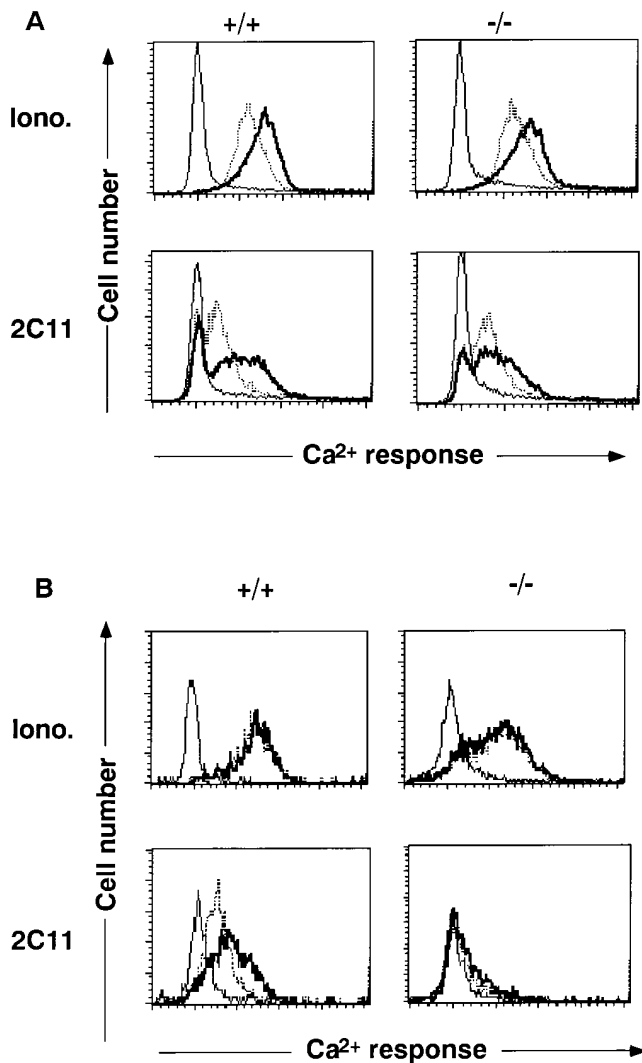 A
+/+
-/-
Iono.
2C11
Cell number
Ca2+ response
B
+/+
-/-
Iono.
2C11
Cell number
Ca2+ response